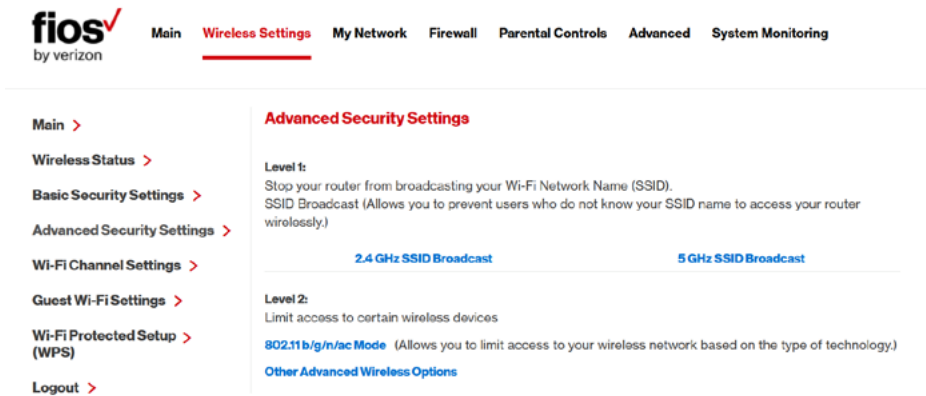 fios
by verizon
Main Wireless Settings My Network Firewall Parental Controls Advanced System Monitoring
Main >
Wireless Status >
Basic Security Settings >
Advanced Security Settings >
Wi-Fi Channel Settings >
Guest Wi-Fi Settings >
Wi-Fi Protected Setup >
(WPS)
Logout >
Advanced Security Settings
Level 1:
Stop your router from broadcasting your Wi-Fi Network Name (SSID).
SSID Broadcast (Allows you to prevent users who do not know your SSID name to access your router
wirelessly.)
2.4 GHz SSID Broadcast 5 GHz SSID Broadcast
Level 2:
Limit access to certain wireless devices
802.11 b/g/n/ac Mode (Allows you to limit access to your wireless network based on the type of technology.)
Other Advanced Wireless Options